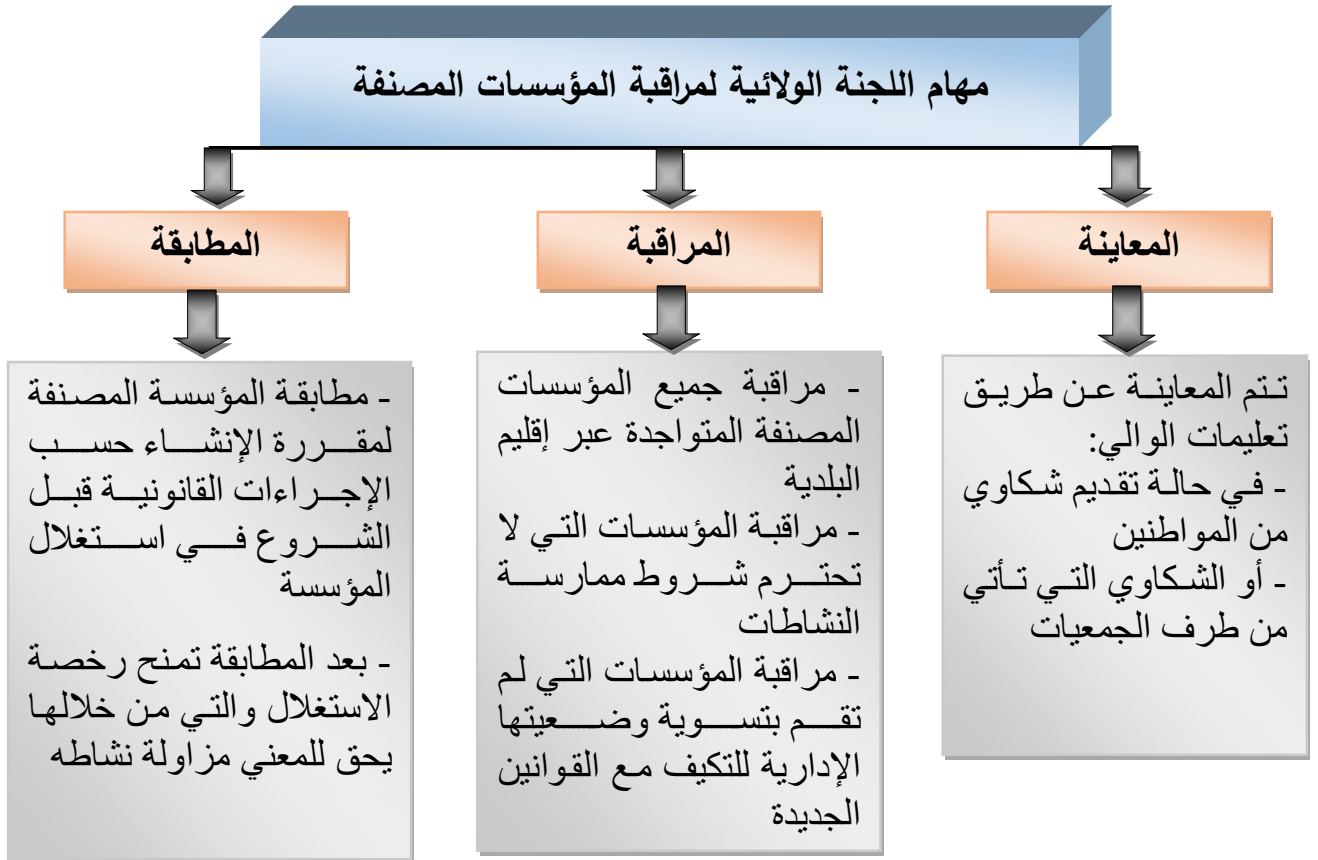 مهام اللجنة الولائية لمراقبة المؤسسات المصنفة
المعاينة
المراقبة
المطابقة
تتم المعاينة عن طريق
تعليمات الوالي:
- في حالة تقديم شكاوي
من المواطنين
- أو الشكاوي التي تأتي
من طرف الجمعيات
- مراقبة جميع المؤسسات
المصنفة المتواجدة عبر إقليم
البلدية
- مراقبة المؤسسات التي لا
تحترم شروط ممارسة
النشاطات
- مراقبة المؤسسات التي لم
تقم بتسوية وضعيتها
الإدارية للتكيف مع القوانين
الجديدة
- مطابقة المؤسسة المصنفة
لمقررة الإنشاء حسب
الإجراءات القانونية قبل
الشروع في استغلال
المؤسسة
- بعد المطابقة تمنح رخصة
الاستغلال والتي من خلالها
يحق للمعني مزاولة نشاطه